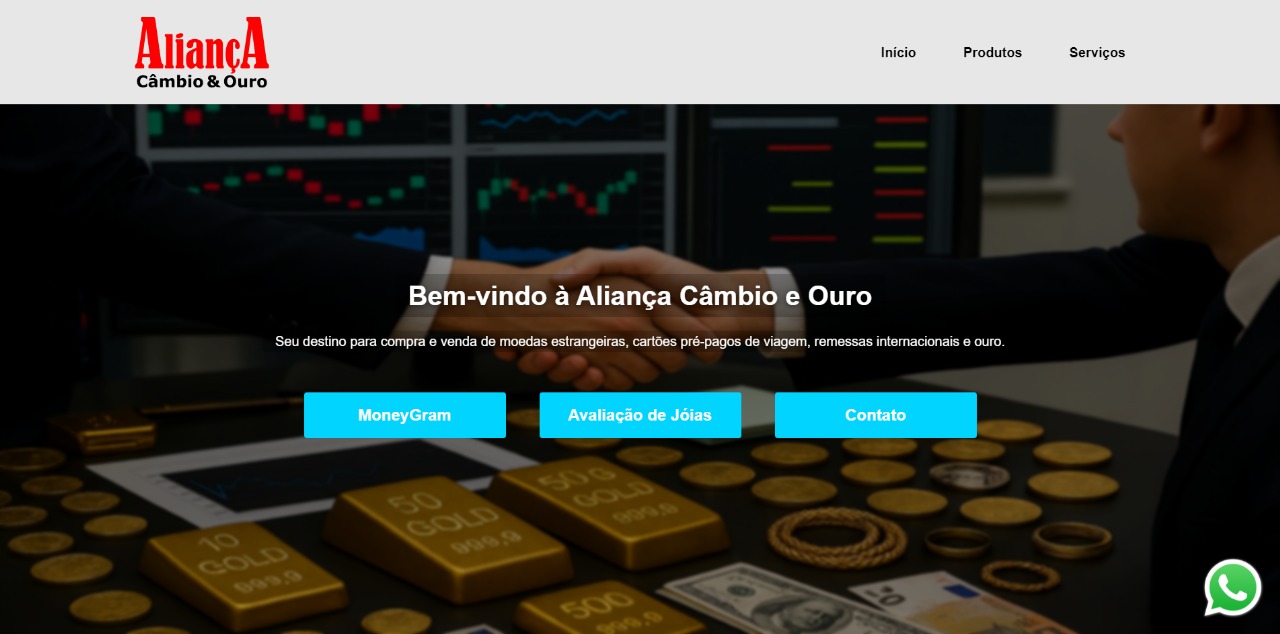 AliançA
Câmbio & Ouro
Início
Produtos
Serviços
Bem-vindo à Aliança Câmbio e Ouro
Seu destino para compra e venda de moedas estrangeiras, cartões pré-pagos de viagem, remessas internacionais e ouro.
MoneyGram
Avaliação de Jóias
Contato
50
GOLD
999,9
50 G
GOLD
999,8
10
GOLD
999,9
500